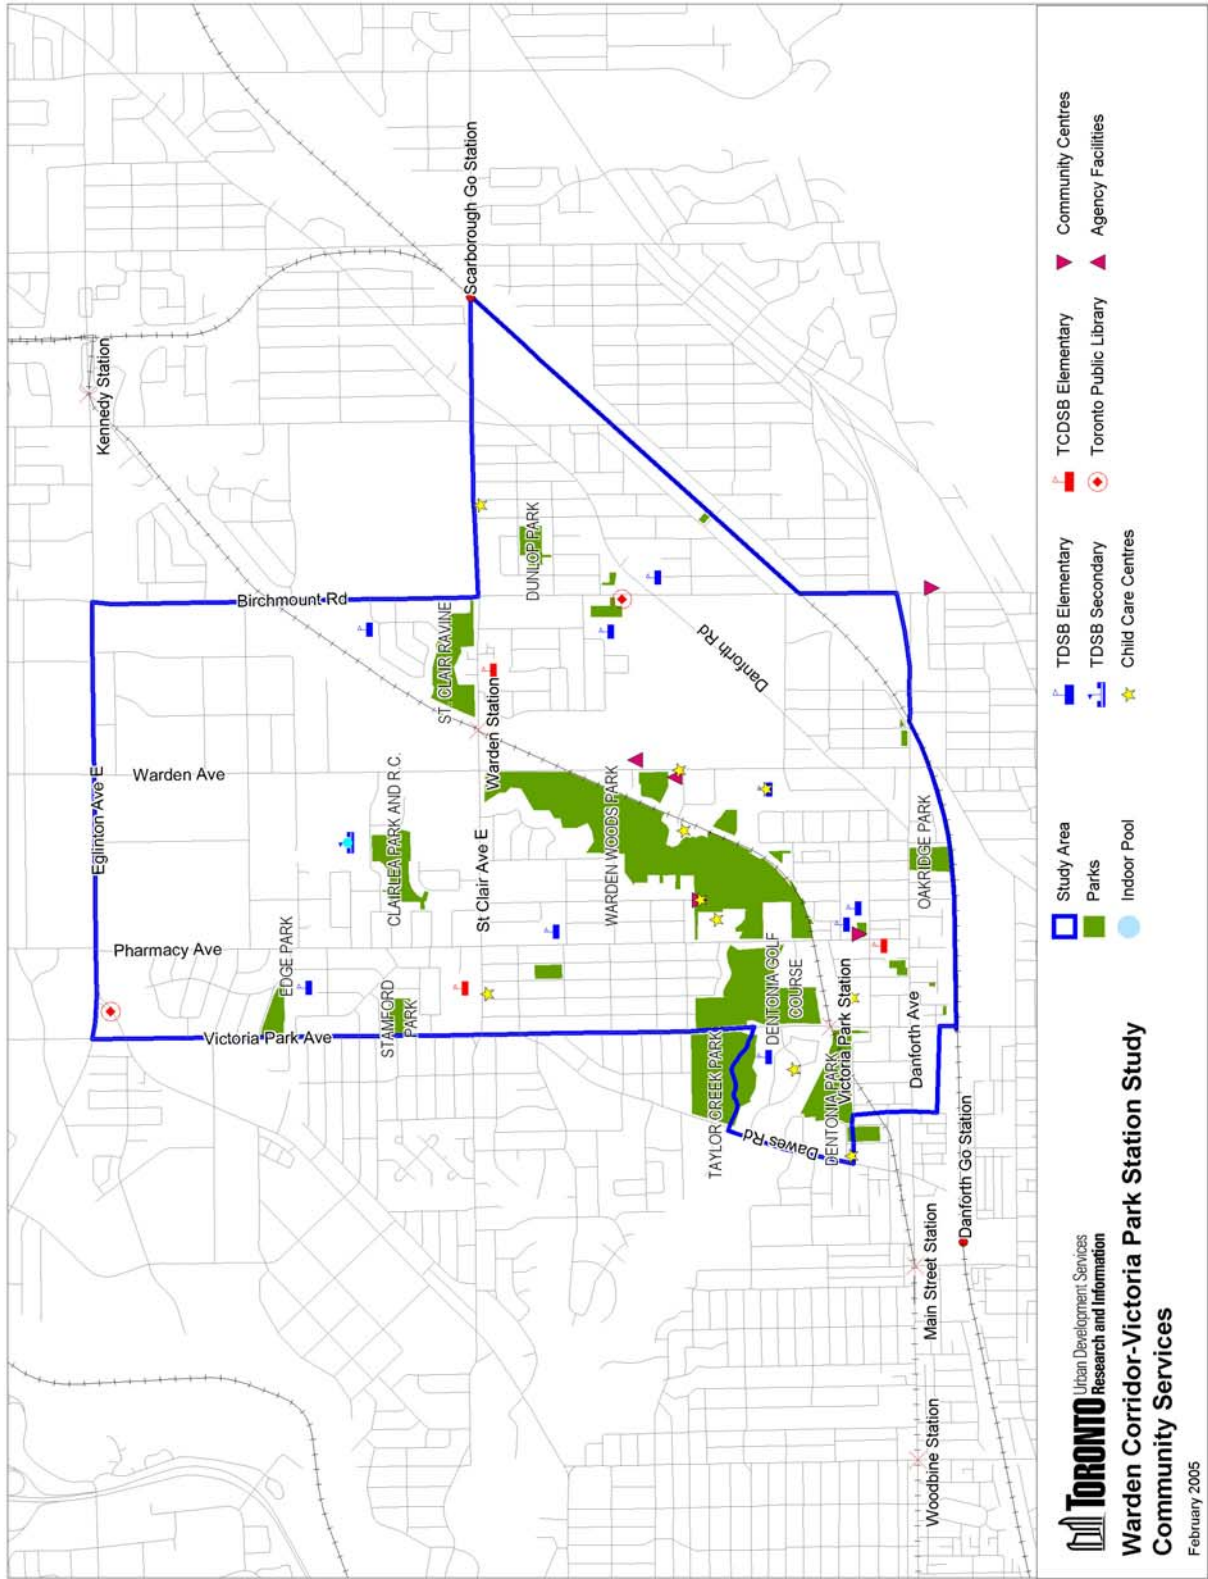 Kennedy Station
Scarborough Go Station
Birchmount Rd
Eglinton Ave E
Warden Ave
Pharmacy Ave
Victoria Park Ave
EDGE PARK
STAMFORD
PARK
CLAIRLEA PARK AND R.C.
ST. CLAIR RAVINE
St Clair Ave E
Warden Station
DUNLOP PARK
WARDEN WOODS PARK
Danforth Rd
TAYLOR CREEK PARK
DENTONIA GOLF
COURSE
Dawes Rd
DENTONIA PARK
Victoria Park Station
Danforth Ave
OAKRIDGE PARK
Main Street Station
Danforth Go Station
Woodbine Station
TORONTO
Urban Development Services
Research and Information
Warden Corridor-Victoria Park Station Study
Community Services
February 2005
Study Area
Parks
Indoor Pool
TDSB Elementary
TDSB Secondary
Child Care Centres
TCDSB Elementary
Toronto Public Library
Community Centres
Agency Facilities